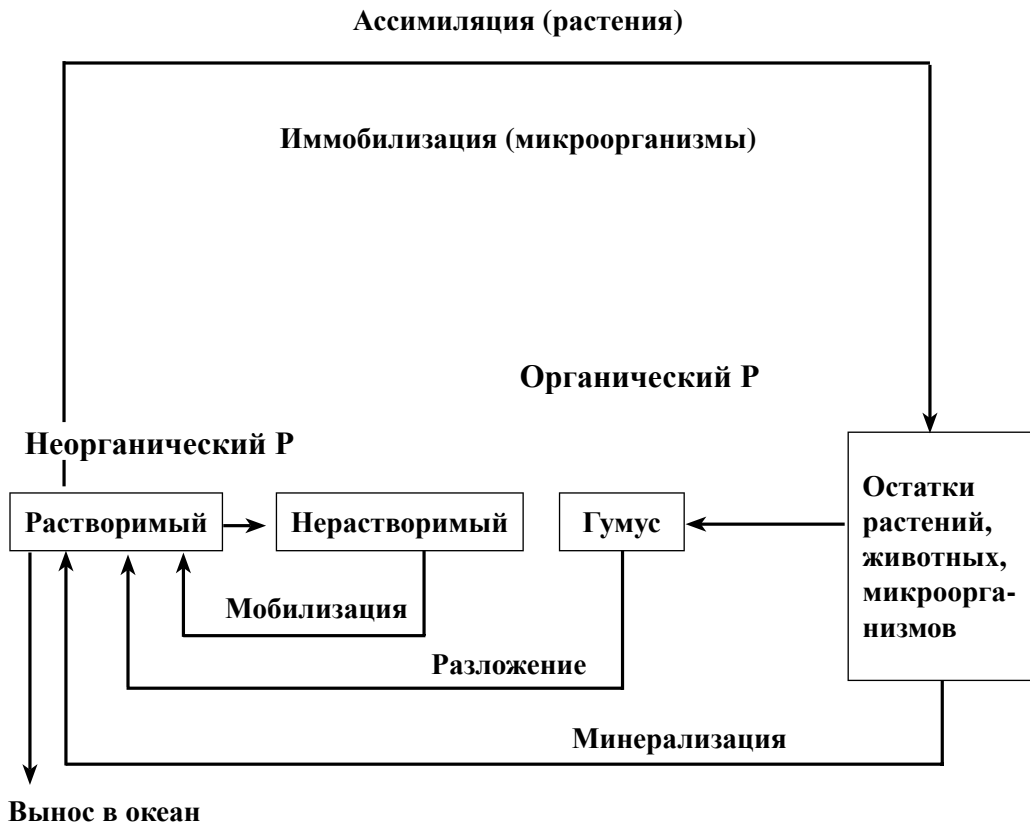 Ассимиляция (растения)
Иммобилизация (микроорганизмы)
Органический Р
Неорганический Р
Растворимый
Нерастворимый
Гумус
Остатки
растений,
животных,
микроорга-
низмов
Мобилизация
Разложение
Минерализация
Вынос в океан